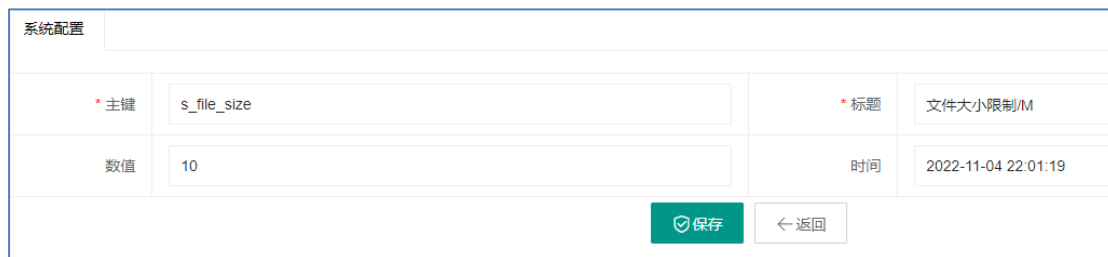 系统配置
* 主键 s_file_size * 标题 文件大小限制/M
数值 10 时间 2022-11-04 22:01:19
保存 返回